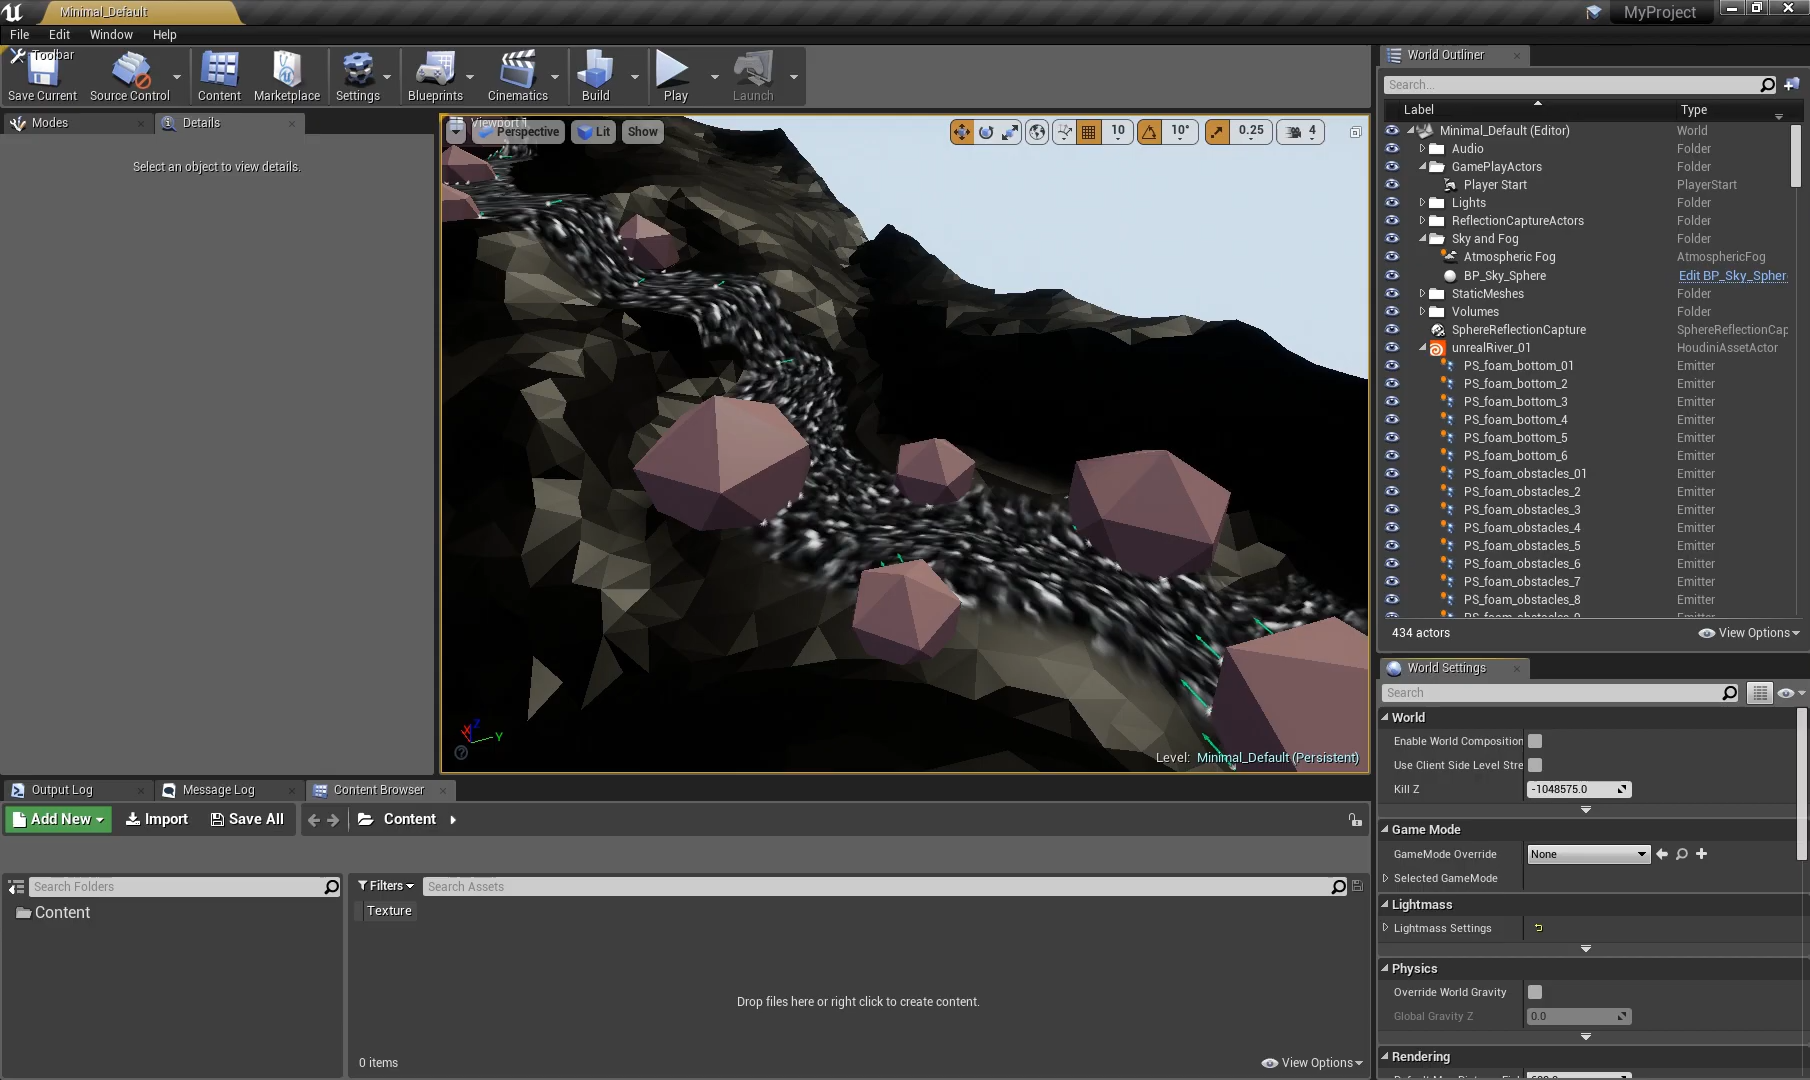 Minimal_Default
MyProject
File Edit Window Help
Toolbar
Save Current
Source Control
Content
Marketplace
Settings
Blueprints
Cinematics
Build
Play
Launch
Modes
Details
Select an object to view details.
Viewport 1
Perspective
Lit
Show
10
10°
0.25
4
X
Z
Y
Level: Minimal_Default (Persistent)
World Outliner
Search...
Label Type
Minimal_Default (Editor) World
Audio Folder
GamePlayActors Folder
Player Start PlayerStart
Lights Folder
ReflectionCaptureActors Folder
Sky and Fog Folder
Atmospheric Fog AtmosphericFog
BP_Sky_Sphere Edit BP_Sky_Spher
StaticMeshes Folder
Volumes Folder
SphereReflectionCapture SphereReflectionCap
unrealRiver_01 HoudiniAssetActor
PS_foam_bottom_01 Emitter
PS_foam_bottom_2 Emitter
PS_foam_bottom_3 Emitter
PS_foam_bottom_4 Emitter
PS_foam_bottom_5 Emitter
PS_foam_bottom_6 Emitter
PS_foam_obstacles_01 Emitter
PS_foam_obstacles_2 Emitter
PS_foam_obstacles_3 Emitter
PS_foam_obstacles_4 Emitter
PS_foam_obstacles_5 Emitter
PS_foam_obstacles_6 Emitter
PS_foam_obstacles_7 Emitter
PS_foam_obstacles_8 Emitter
434 actors
View Options
World Settings
Search
World
Enable World Composition
Use Client Side Level Stre
Kill Z -1048575.0
Game Mode
GameMode Override None
Selected GameMode
Lightmass
Lightmass Settings
Physics
Override World Gravity
Global Gravity Z 0.0
Rendering
Output Log
Message Log
Content Browser
Add New
Import
Save All
Content
Search Folders
Content
Filters
Search Assets
Texture
Drop files here or right click to create content.
0 items
View Options